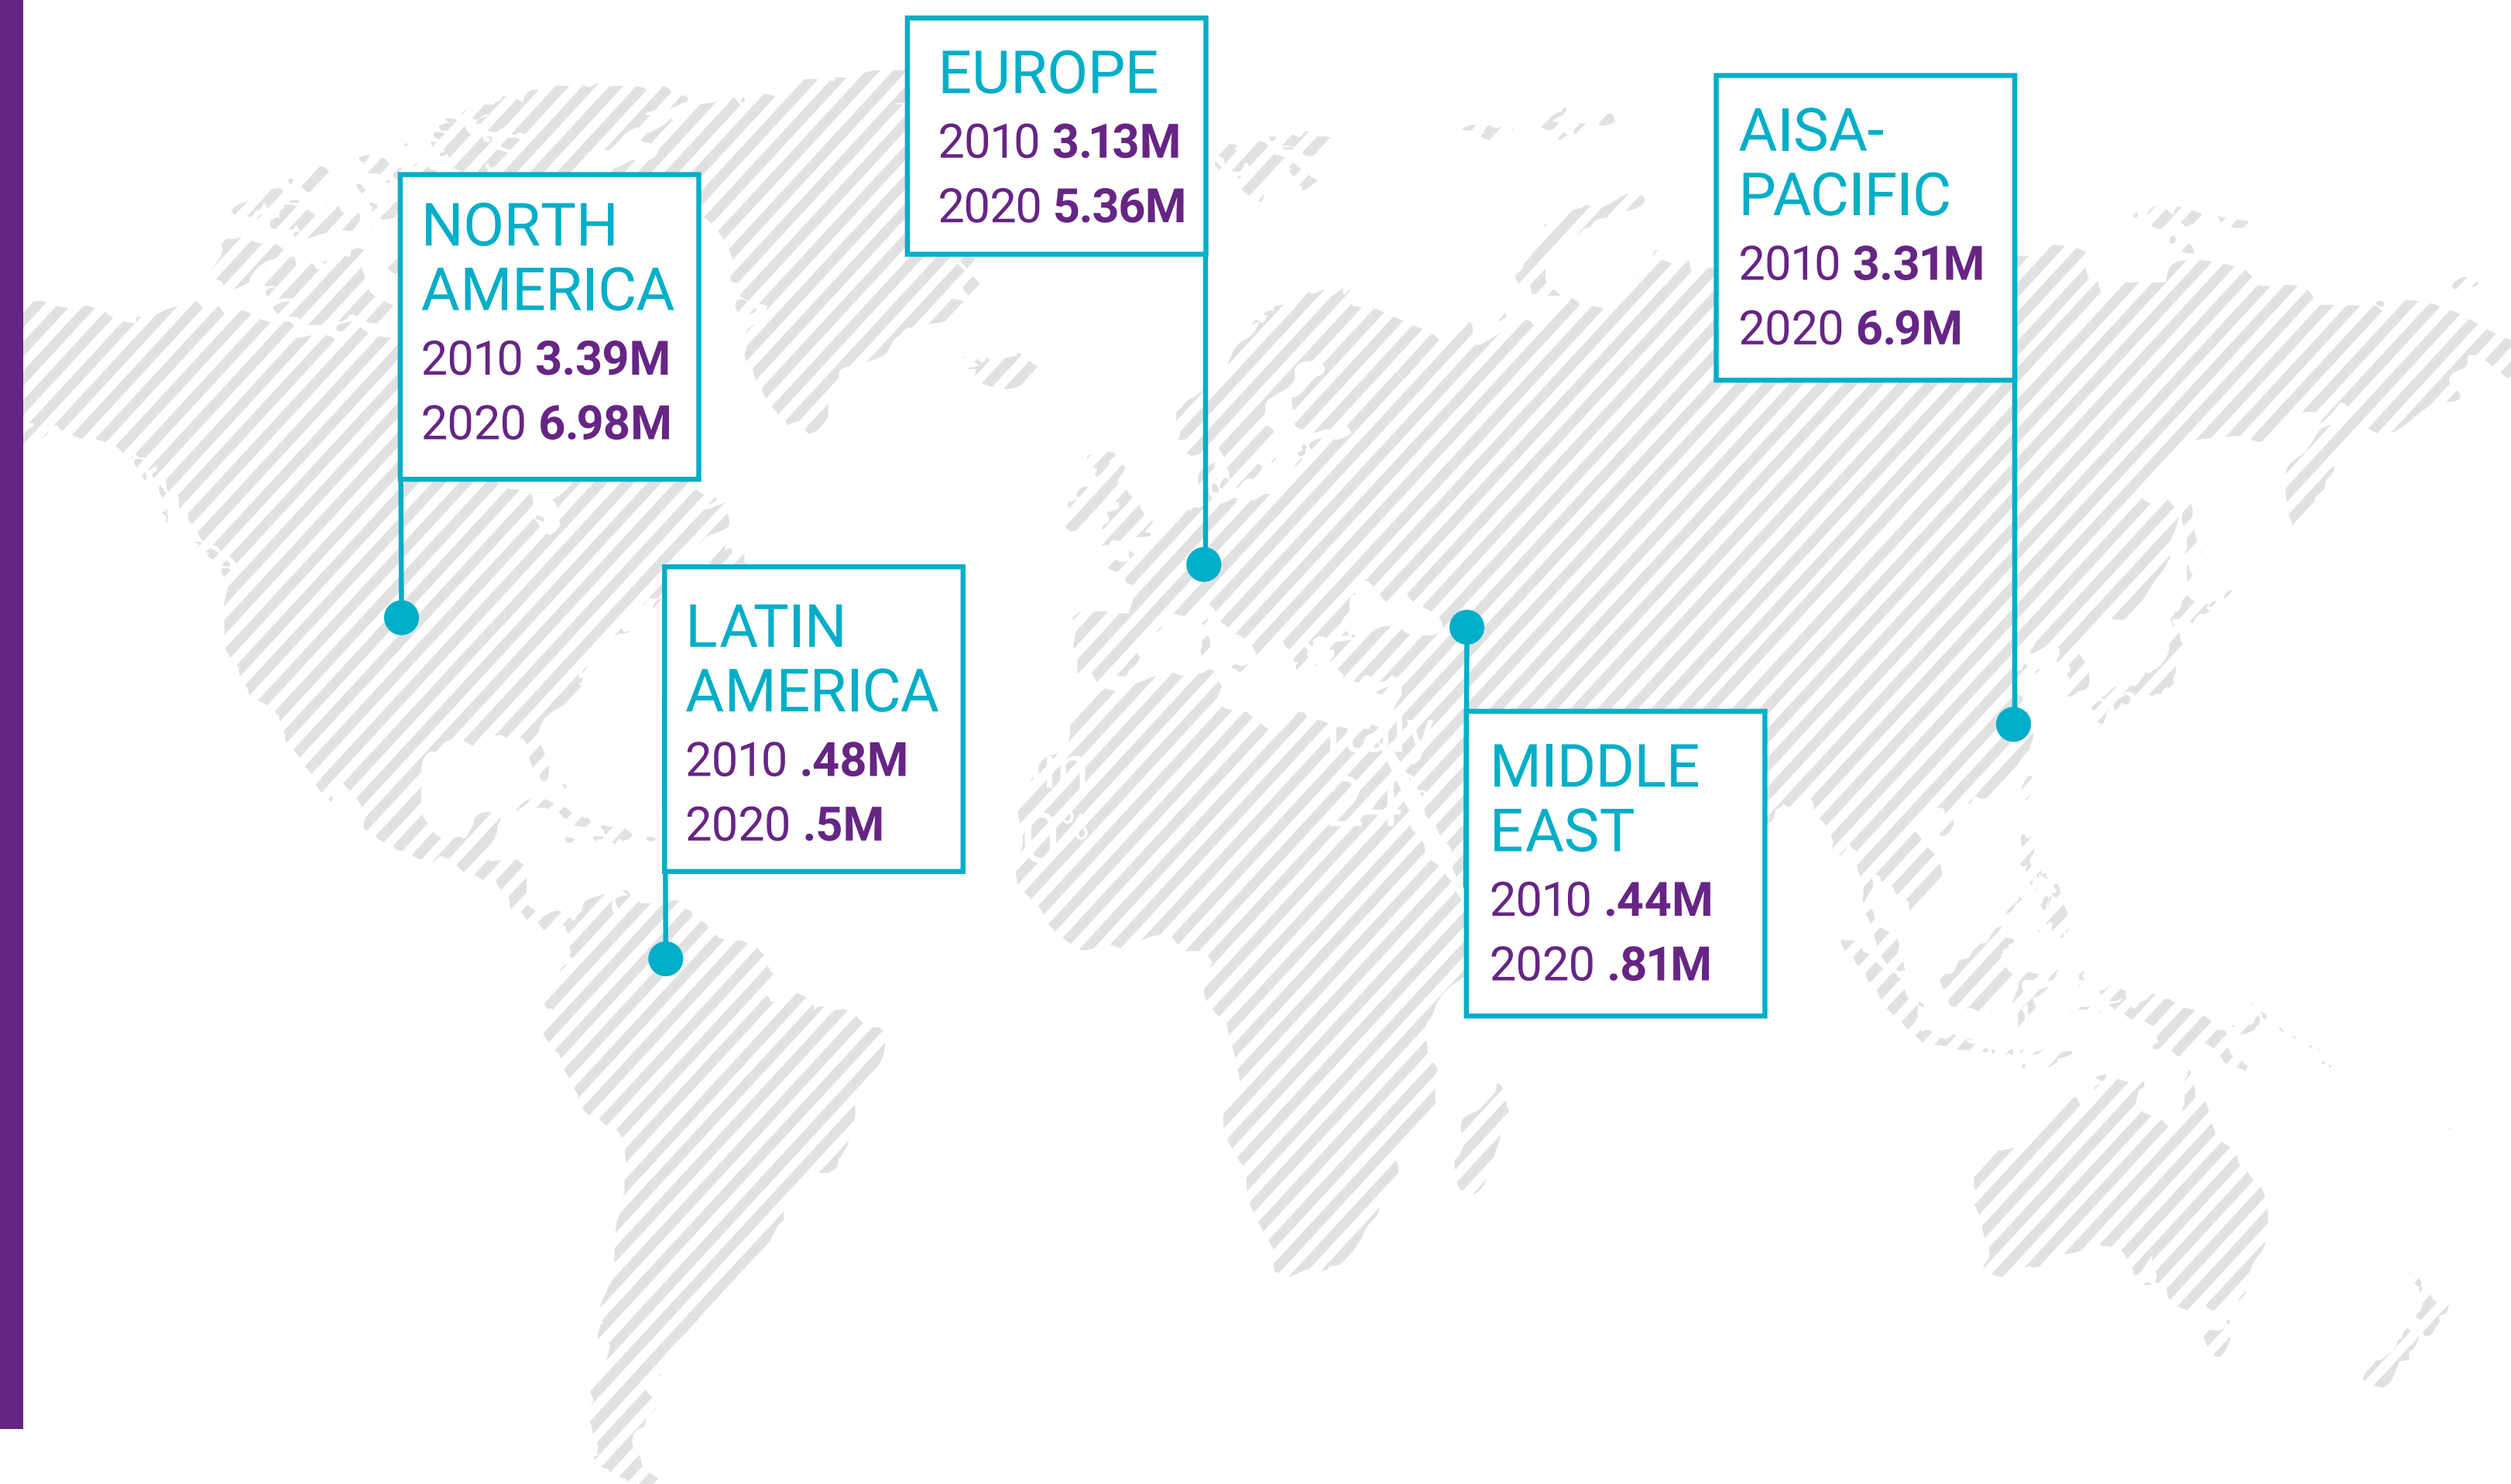 EUROPE
2010 3.13M
2020 5.36M
AISA-
PACIFIC
2010 3.31M
2020 6.9M
NORTH
AMERICA
2010 3.39M
2020 6.98M
LATIN
AMERICA
2010 .48M
2020 .5M
MIDDLE
EAST
2010 .44M
2020 .81M